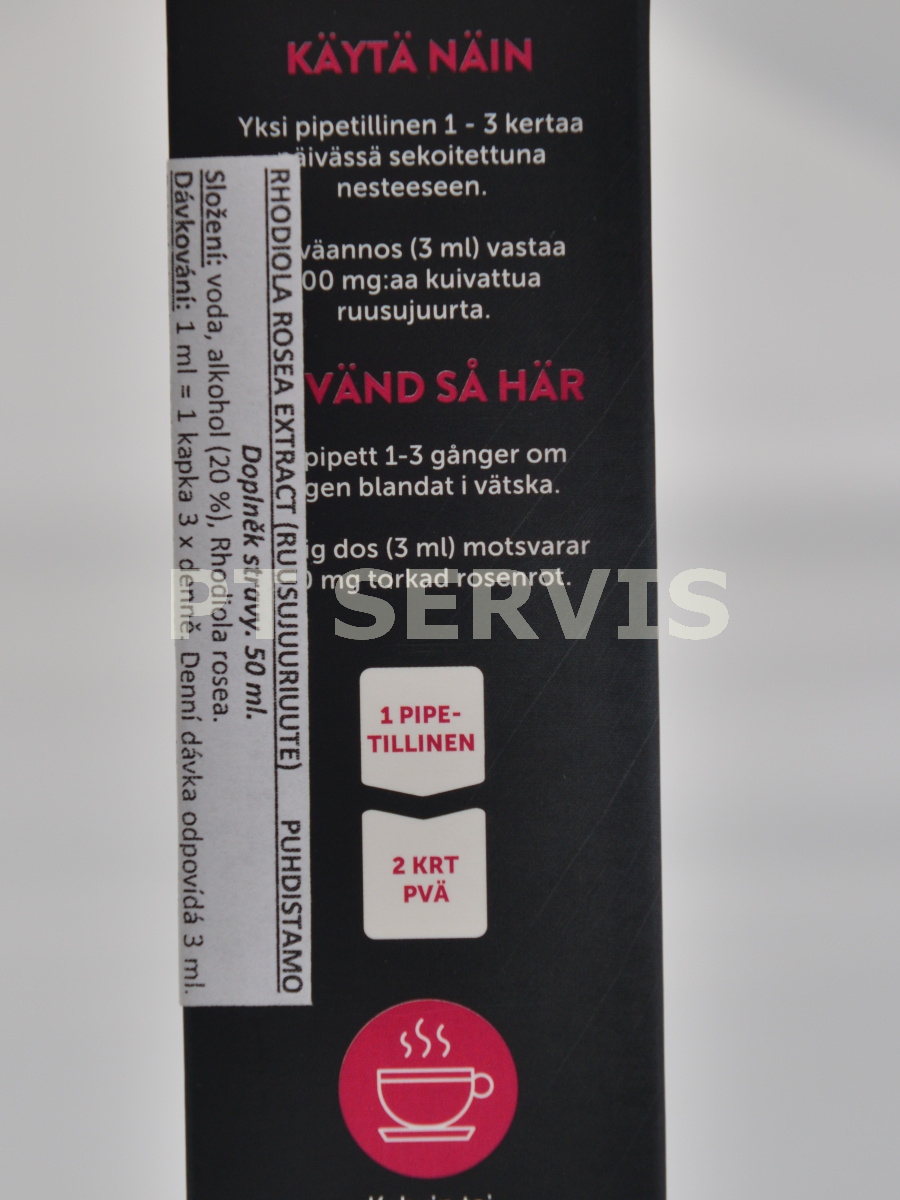 KÄYTÄ NÄIN
Yksi pipetillinen 1 - 3 kertaa
päivässä sekoitettuna
nesteeseen.
väannos (3 ml) vastaa
00 mg:aa kuivattua
ruusujuurta.
VÄND SÅ HÄR
pipett 1-3 gånger om
gen blandat i vätska.
ig dos (3 ml) motsvarar
mg torkad rosenrot.
PT SERVIS
1 PIPE-
TILLINEN
2 KRT
PVÄ
RHODIOLA ROSEA EXTRACT (RUUSUJUURIUUTE) PUHDISTAMO
Doplněk stravy. 50 ml.
Složení: voda, alkohol (20 %), Rhodiola rosea.
Dávkování: 1 ml = 1 kapka 3 x denně. Denní dávka odpovídá 3 ml.